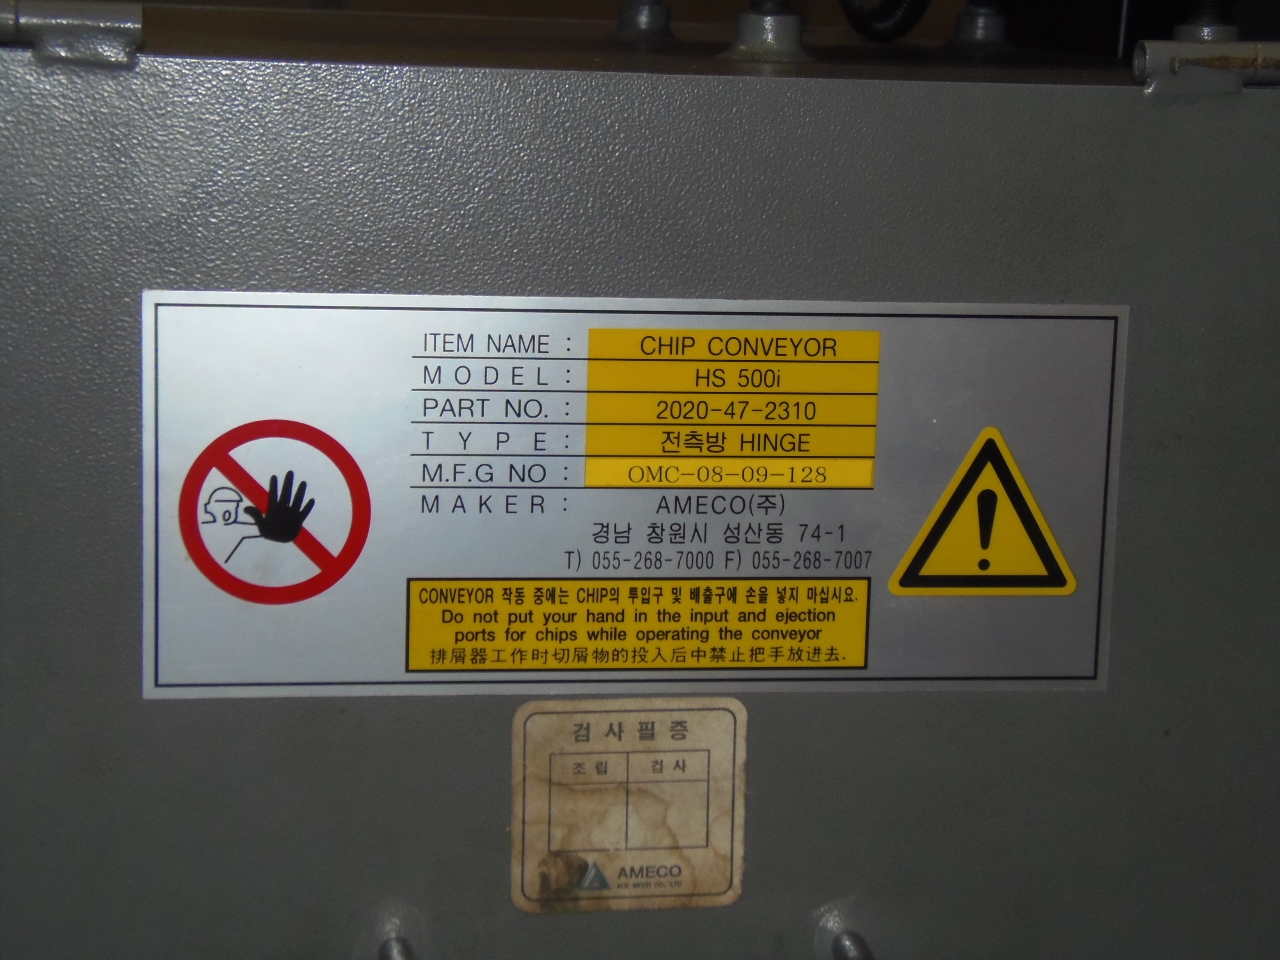 ITEM NAME : CHIP CONVEYOR
MODEL : HS 500i
PART NO. : 2020-47-2310
TYPE : 전측방 HINGE
M.F.G NO : OMC-08-09-128
MAKER : AMECO(주)
경남 창원시 성산동 74-1
T) 055-268-7000 F) 055-268-7007
CONVEYOR 작동 중에는 CHIP의 투입구 및 배출구에 손을 넣지 마십시요.
Do not put your hand in the input and ejection
ports for chips while operating the conveyor
排屑器工作时切屑物的投入后中禁止把手放进去.
검사필증
조립 검사
AMECO